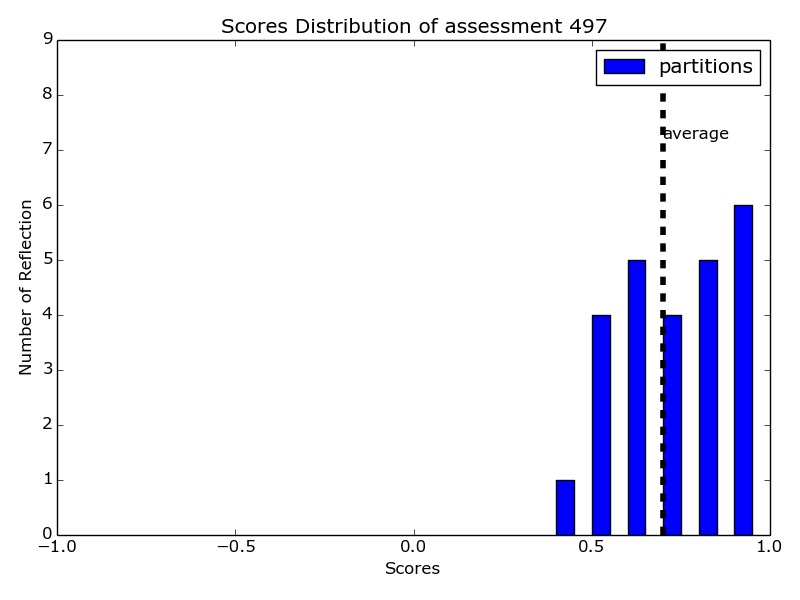 Scores Distribution of assessment 497
9
8
7
6
5
4
3
2
1
0
Number of Reflection
partitions
average
−1.0 −0.5 0.0 0.5 1.0
Scores